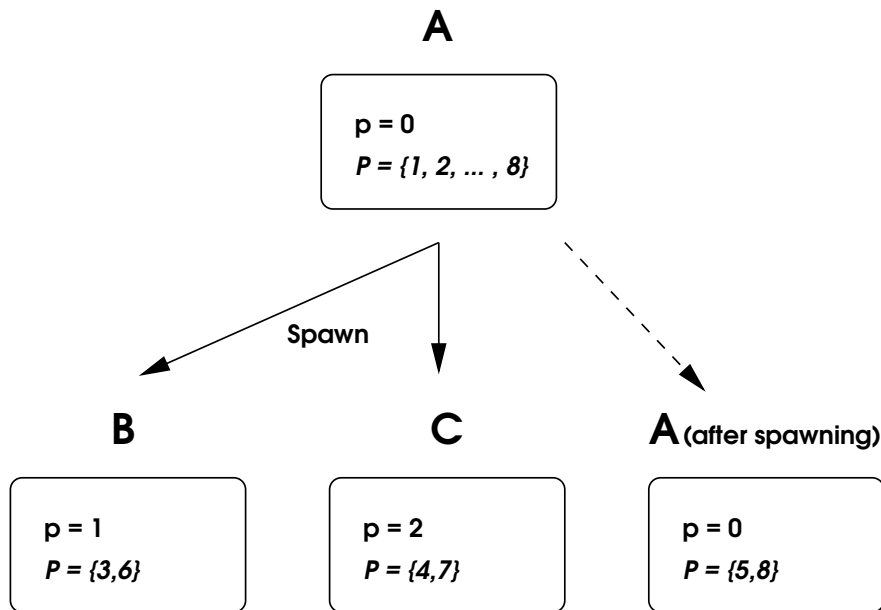 A
p = 0
P = {1, 2, ... , 8}
Spawn
B
C
A (after spawning)
p = 1
P = {3,6}
p = 2
P = {4,7}
p = 0
P = {5,8}